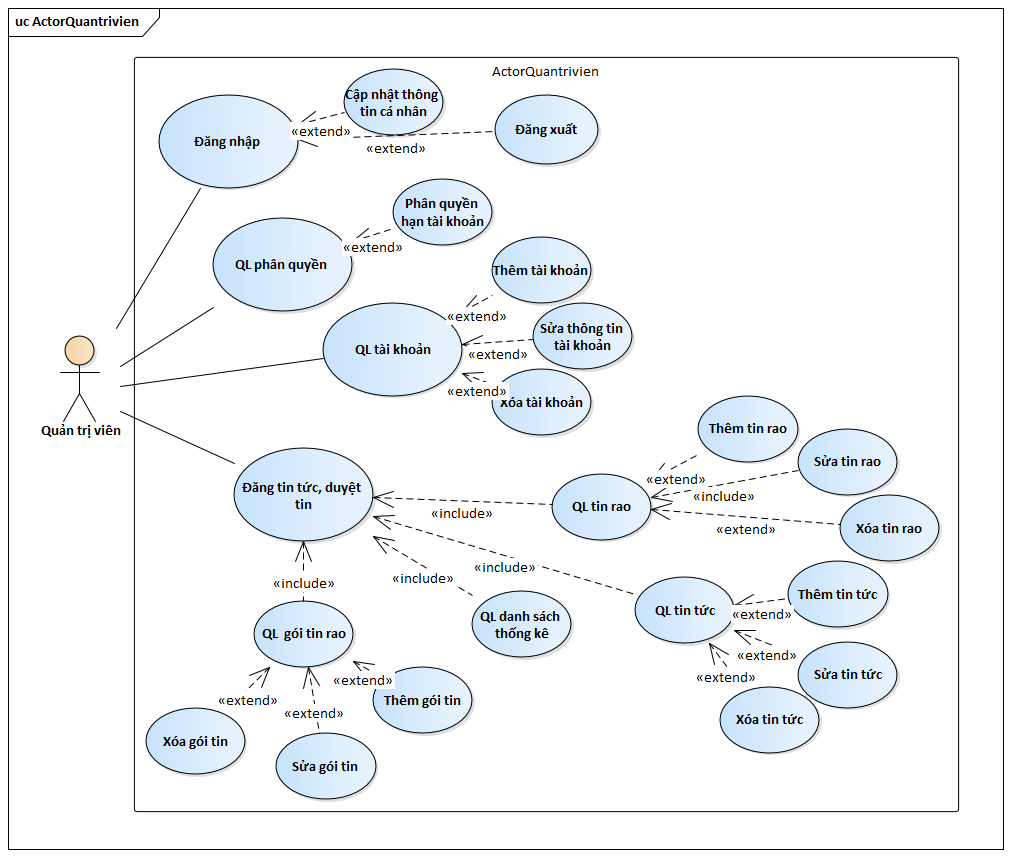 uc ActorQuantrivien
ActorQuantrivien
Cập nhật thông
tin cá nhân
Đăng nhập
«extend»
Đăng xuất
«extend»
Phân quyền
hạn tài khoản
QL phân quyền
«extend»
Thêm tài khoản
«extend»
Sửa thông tin
tài khoản
QL tài khoản
«extend»
«extend»
Xóa tài khoản
Quản trị viên
Thêm tin rao
Sửa tin rao
«extend»
«include»
Đăng tin tức, duyệt
tin
QL tin rao
«include»
Xóa tin rao
«extend»
«include»
«include»
«include»
Thêm tin tức
QL tin tức
«extend»
QL danh sách
thống kê
QL  gói tin rao
«extend»
Sửa tin tức
«extend»
«extend»
Thêm gói tin
«extend»
«extend»
Xóa tin tức
Xóa gói tin
Sửa gói tin